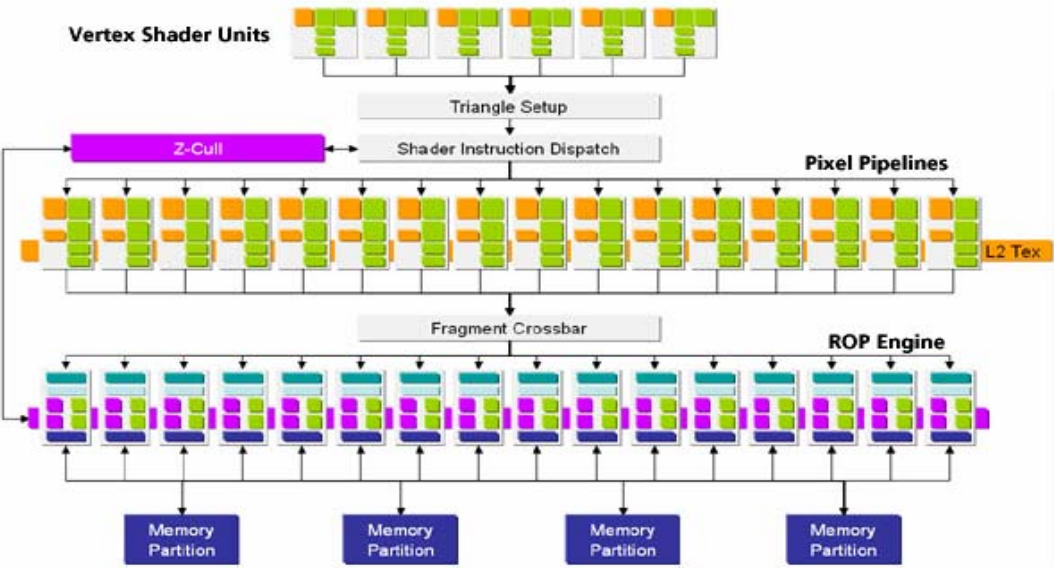 Vertex Shader Units
Triangle Setup
Z-Cull
Shader Instruction Dispatch
Pixel Pipelines
L2 Tex
Fragment Crossbar
ROP Engine
Memory
Partition
Memory
Partition
Memory
Partition
Memory
Partition